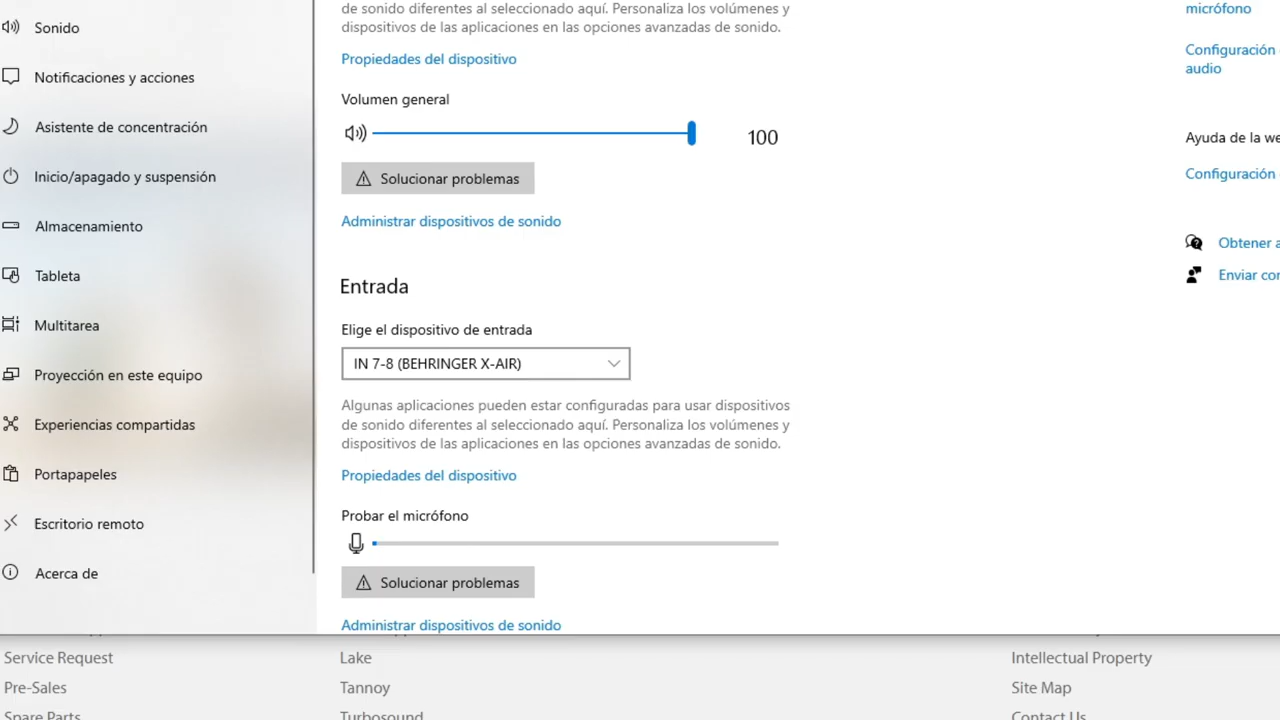 Sonido
Notificaciones y acciones
Asistente de concentración
Inicio/apagado y suspensión
Almacenamiento
Tableta
Multitarea
Proyección en este equipo
Experiencias compartidas
Portapapeles
Escritorio remoto
Acerca de
de sonido diferentes al seleccionado aquí. Personaliza los volúmenes y
dispositivos de las aplicaciones en las opciones avanzadas de sonido.
Propiedades del dispositivo
Volumen general
100
Solucionar problemas
Administrar dispositivos de sonido
Entrada
Elige el dispositivo de entrada
IN 7-8 (BEHRINGER X-AIR)
Algunas aplicaciones pueden estar configuradas para usar dispositivos
de sonido diferentes al seleccionado aquí. Personaliza los volúmenes y
dispositivos de las aplicaciones en las opciones avanzadas de sonido.
Propiedades del dispositivo
Probar el micrófono
Solucionar problemas
Administrar dispositivos de sonido
micrófono
Configuración
audio
Ayuda de la we
Configuración
Obtener a
Enviar cor
Service Request
Pre-Sales
Spare Parts
Lake
Tannoy
Turbosound
Intellectual Property
Site Map
Contact Us